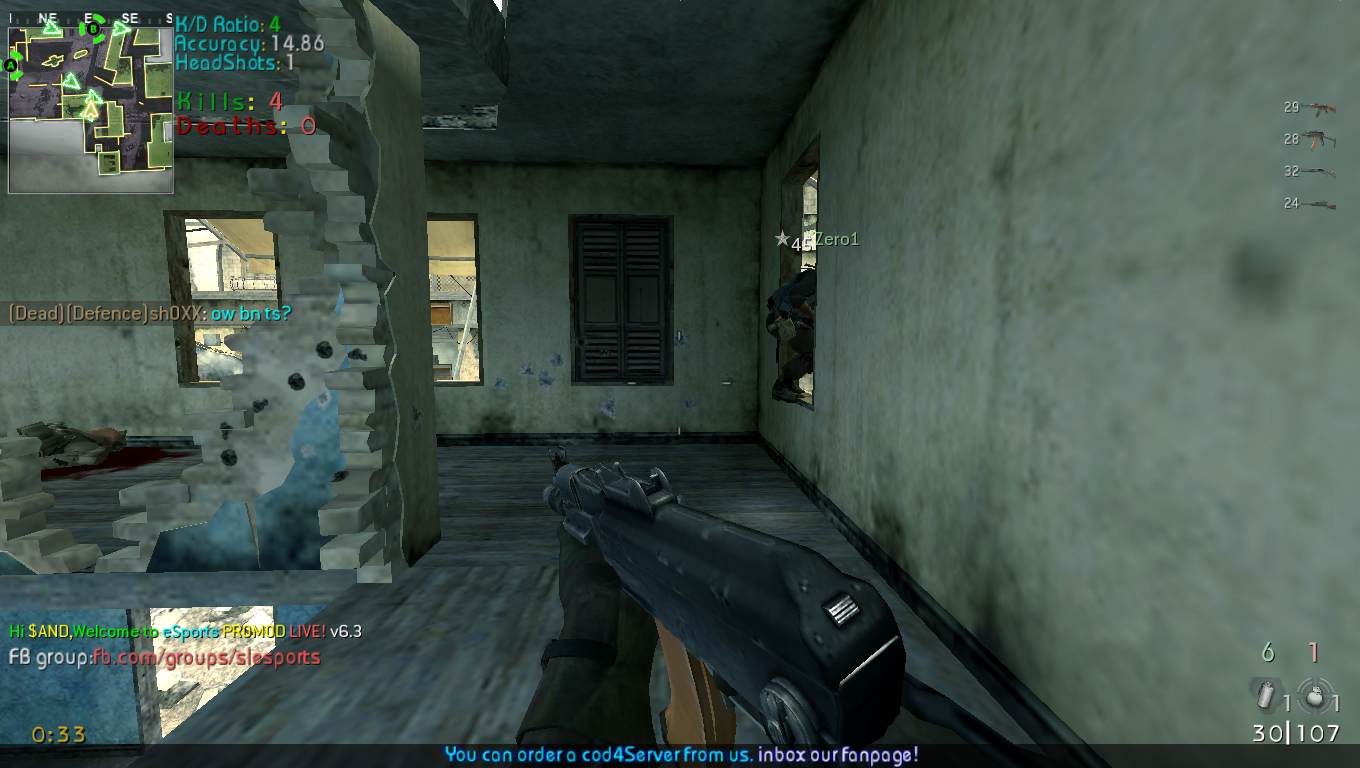 NE E SE S
B
A
K/D Ratio: 4
Accuracy: 14.86
HeadShots: 1
Kills: 4
Deaths: 0
29
28
32
24
Zero1
(Dead)(Defence)sh0XX: ow bn ts?
Hi $AND,Welcome to eSports PR0M0D LIVE! v6.3
FB group:fb.com/groups/slesports
0:33
6 1
1 1
30|107
You can order a cod4Server from us. inbox our fanpage!